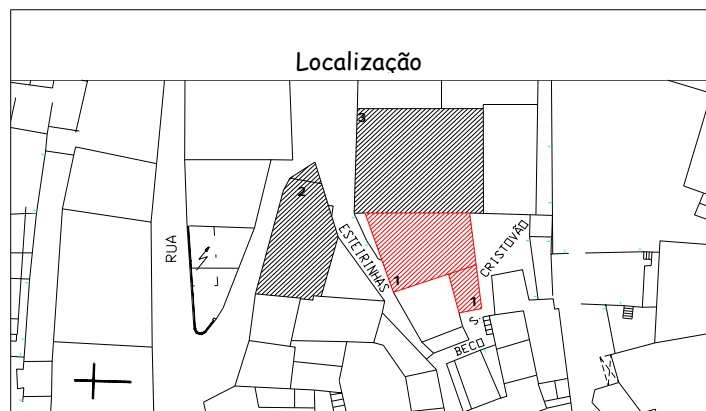 Localização
3
2
RUA
ESTEIRINHAS
CRISTOVÃO
1
1
S.
BECO